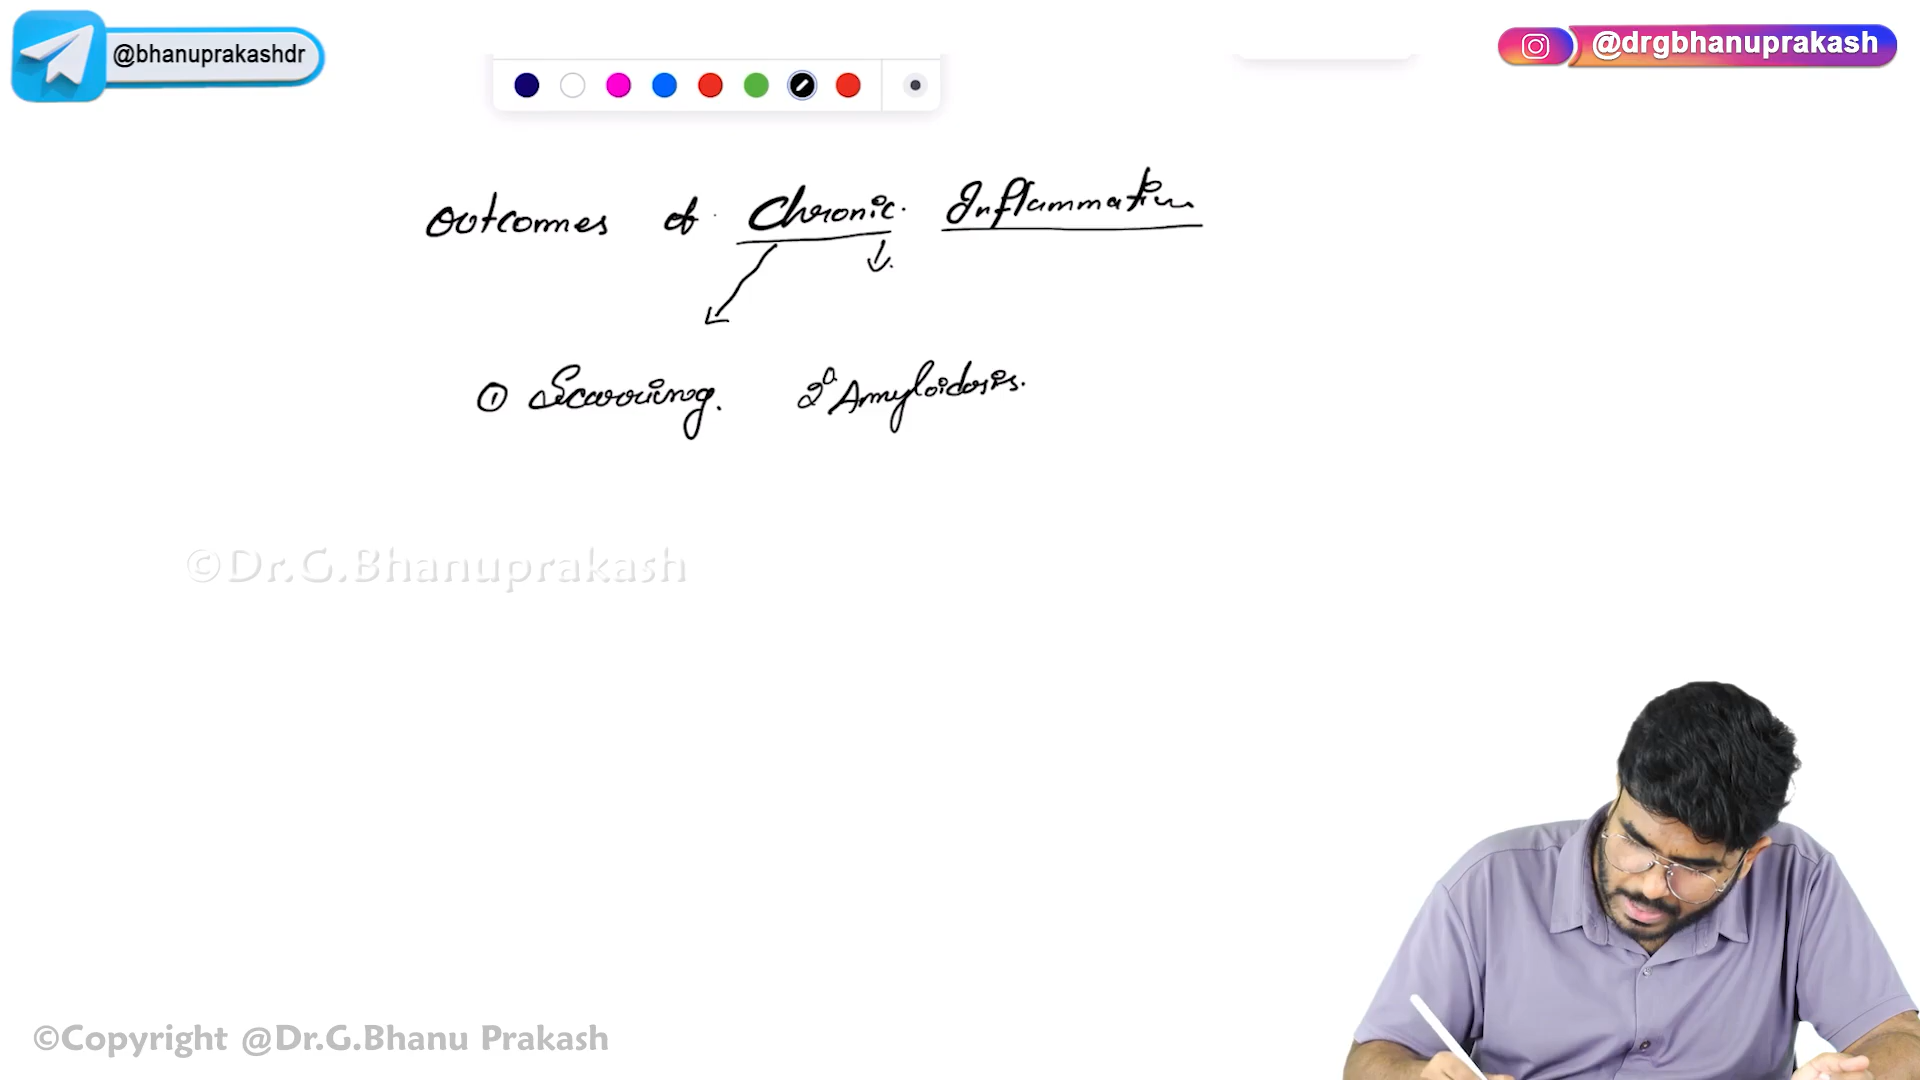 @bhanuprakashdr
@drgbhanuprakash
Outcomes of Chronic. Inflammation
① Scarring. 2° Amyloidosis.
©Dr.G.Bhanuprakash
©Copyright @Dr.G.Bhanu Prakash